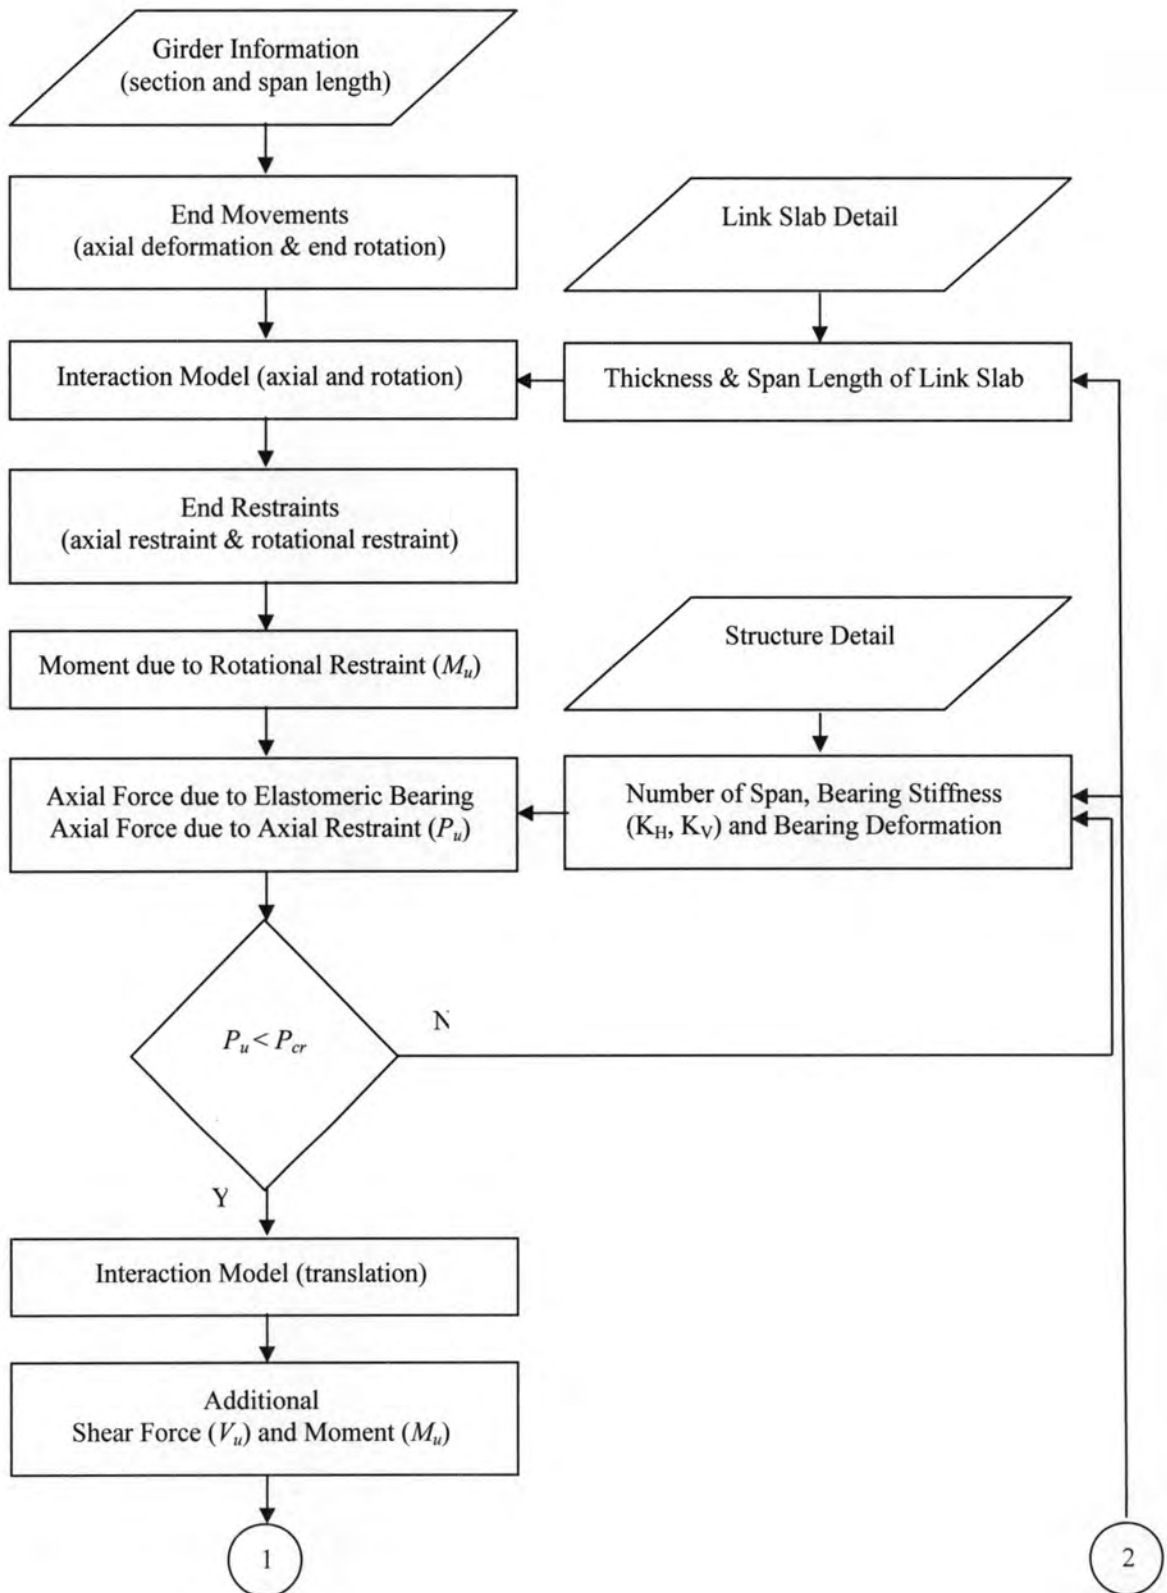 Girder Information
(section and span length)
End Movements
(axial deformation & end rotation)
Link Slab Detail
Interaction Model (axial and rotation)
Thickness & Span Length of Link Slab
End Restraints
(axial restraint & rotational restraint)
Structure Detail
Moment due to Rotational Restraint (Mu)
Axial Force due to Elastomeric Bearing
Axial Force due to Axial Restraint (Pu)
Number of Span, Bearing Stiffness
(KH, KV) and Bearing Deformation
N
Pu < Pcr
Y
Interaction Model (translation)
Additional
Shear Force (Vu) and Moment (Mu)
1
2